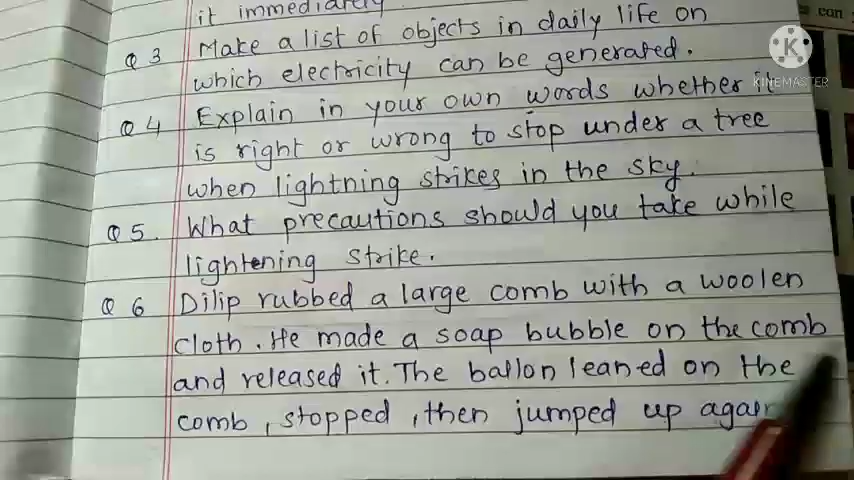 it immediately
Q 3 Make a list of objects in daily life on
which electricity can be generated.
Q 4 Explain in your own words whether it
is right or wrong to stop under a tree
when lightning strikes in the sky.
Q 5. What precautions should you take while
lightening strike.
Q 6 Dilip rubbed a large comb with a woolen
cloth. He made a soap bubble on the comb
and released it. The ballon leaned on the
comb, stopped, then jumped up again
can
K
KINEMASTER